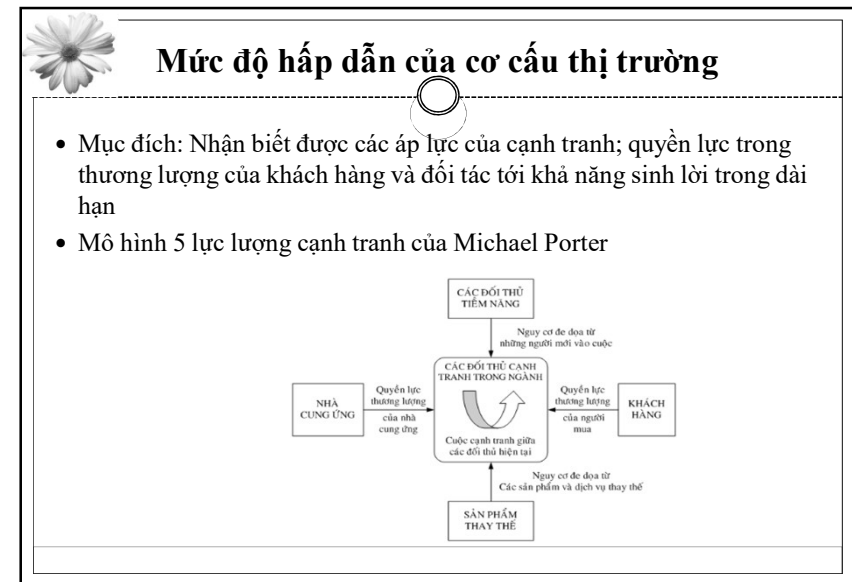 Mức độ hấp dẫn của cơ cấu thị trường
• Mục đích: Nhận biết được các áp lực của cạnh tranh; quyền lực trong
thương lượng của khách hàng và đối tác tới khả năng sinh lời trong dài
hạn
• Mô hình 5 lực lượng cạnh tranh của Michael Porter
CÁC ĐỐI THỦ
TIỀM NĂNG
Nguy cơ đe dọa từ
những người mới vào cuộc
CÁC ĐỐI THỦ CẠNH
TRANH TRONG NGÀNH
NHÀ
CUNG ỨNG
Quyền lực
thương lượng
của nhà
cung ứng
Quyền lực
thương lượng
của người
mua
KHÁCH
HÀNG
Cuộc cạnh tranh giữa
các đối thủ hiện tại
Nguy cơ đe dọa từ
Các sản phẩm và dịch vụ thay thế
SẢN PHẨM
THAY THẾ